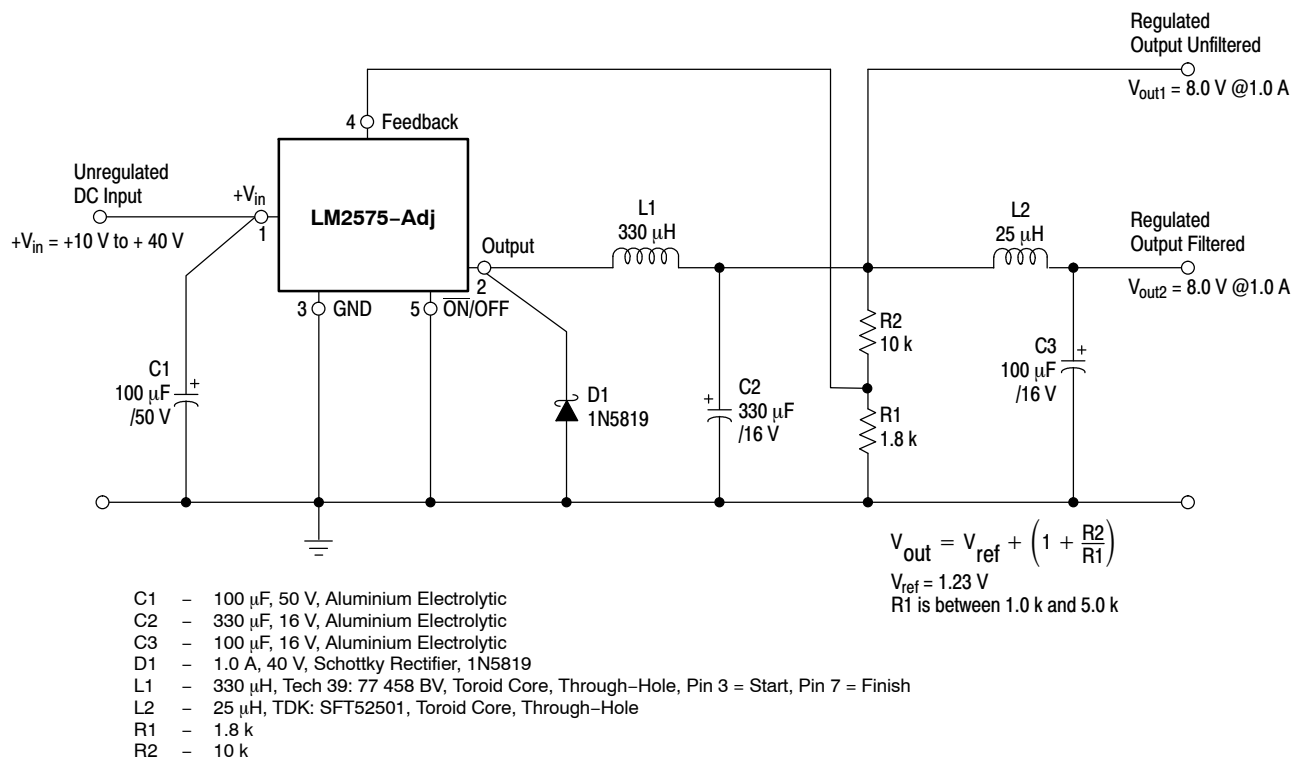 Regulated
Output Unfiltered
Vout1 = 8.0 V @1.0 A
4 Feedback
Unregulated
DC Input
+Vin
+Vin = +10 V to + 40 V
1
LM2575−Adj
Output
2
3 GND
5 ON/OFF
L1
330 μH
L2
25 μH
Regulated
Output Filtered
Vout2 = 8.0 V @1.0 A
C1
100 μF
/50 V
+
D1
1N5819
+
C2
330 μF
/16 V
R2
10 k
R1
1.8 k
C3
100 μF
/16 V
+
Vout = Vref + (1 + R2/R1)
Vref = 1.23 V
R1 is between 1.0 k and 5.0 k
C1 – 100 μF, 50 V, Aluminium Electrolytic
C2 – 330 μF, 16 V, Aluminium Electrolytic
C3 – 100 μF, 16 V, Aluminium Electrolytic
D1 – 1.0 A, 40 V, Schottky Rectifier, 1N5819
L1 – 330 μH, Tech 39: 77 458 BV, Toroid Core, Through−Hole, Pin 3 = Start, Pin 7 = Finish
L2 – 25 μH, TDK: SFT52501, Toroid Core, Through−Hole
R1 – 1.8 k
R2 – 10 k